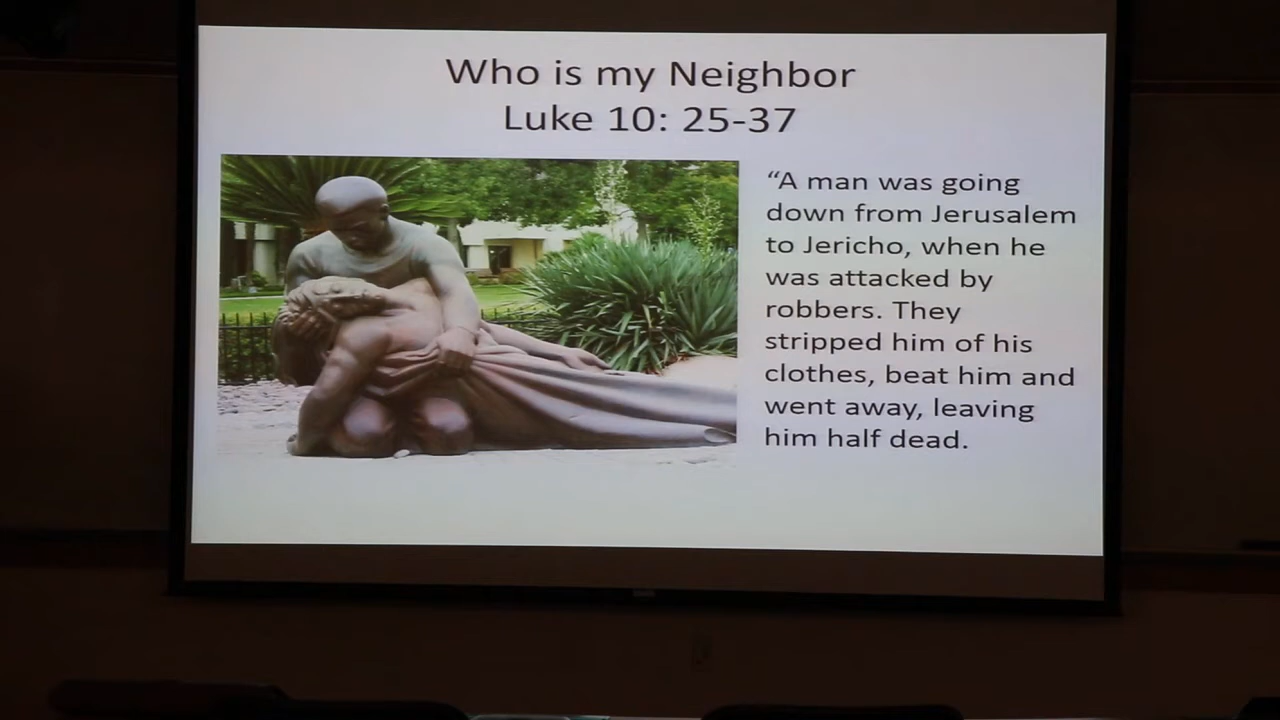 Who is my Neighbor
Luke 10: 25-37
“A man was going
down from Jerusalem
to Jericho, when he
was attacked by
robbers. They
stripped him of his
clothes, beat him and
went away, leaving
him half dead.